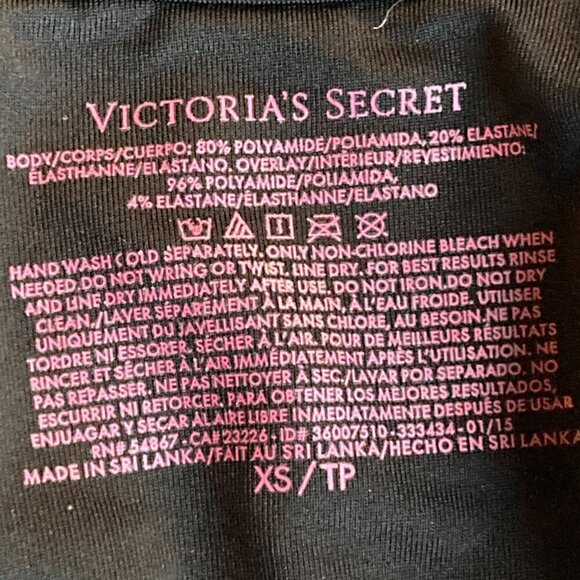 VICTORIA'S SECRET
BODY/CORPS/CUERPO: 80% POLYAMIDE/POLIAMIDA, 20% ELASTANE/
ÉLASTHANNE/ELASTANO. OVERLAY/INTÉRIEUR/REVESTIMIENTO:
96% POLYAMIDE/POLIAMIDA,
4% ELASTANE/ÉLASTHANNE/ELASTANO
HAND WASH COLD SEPARATELY. ONLY NON-CHLORINE BLEACH WHEN
NEEDED. DO NOT WRING OR TWIST. LINE DRY. FOR BEST RESULTS RINSE
AND LINE DRY IMMEDIATELY AFTER USE. DO NOT IRON. DO NOT DRY
CLEAN./LAVER SÉPARÉMENT À LA MAIN, À L'EAU FROIDE. UTILISER
UNIQUEMENT DU JAVELLISANT SANS CHLORE, AU BESOIN. NE PAS
TORDRE NI ESSORER. SÉCHER À L'AIR. POUR DE MEILLEURS RÉSULTATS
RINCER ET SÉCHER À L'AIR IMMÉDIATEMENT APRÈS L'UTILISATION. NE
PAS REPASSER. NE PAS NETTOYER À SEC./LAVAR POR SEPARADO. NO
ESCURRIR NI RETORCER. PARA OBTENER LOS MEJORES RESULTADOS,
ENJUAGAR Y SECAR AL AIRE LIBRE INMEDIATAMENTE DESPUÉS DE USAR
RN# 54867 · CA#23226 · ID# 36007510 · 333434 · 01/15
MADE IN SRI LANKA/FAIT AU SRI LANKA/HECHO EN SRI LANKA
XS/TP